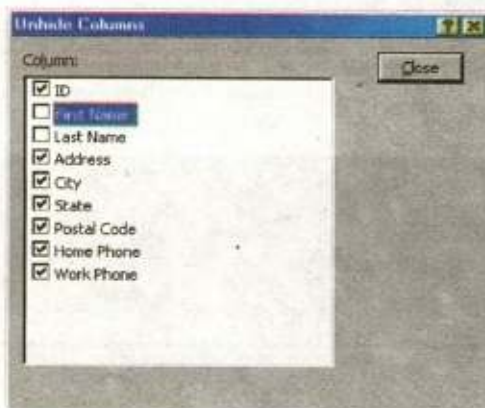 Unhide Columns
Column:
Close
ID
First Name
Last Name
Address
City
State
Postal Code
Home Phone
Work Phone